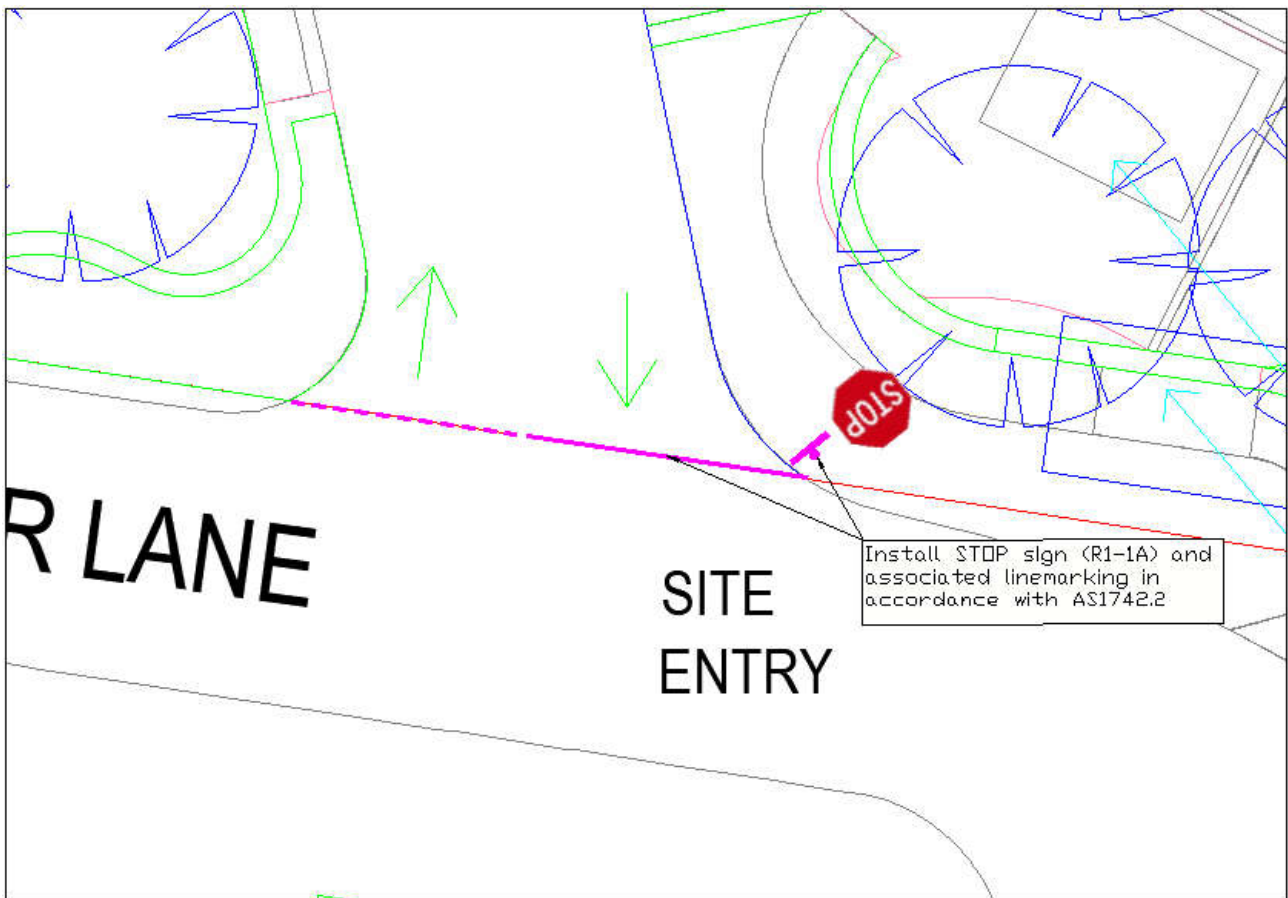 STOP
R LANE
Install STOP sign (R1-1A) and
associated linemarking in
accordance with AS1742.2
SITE
ENTRY